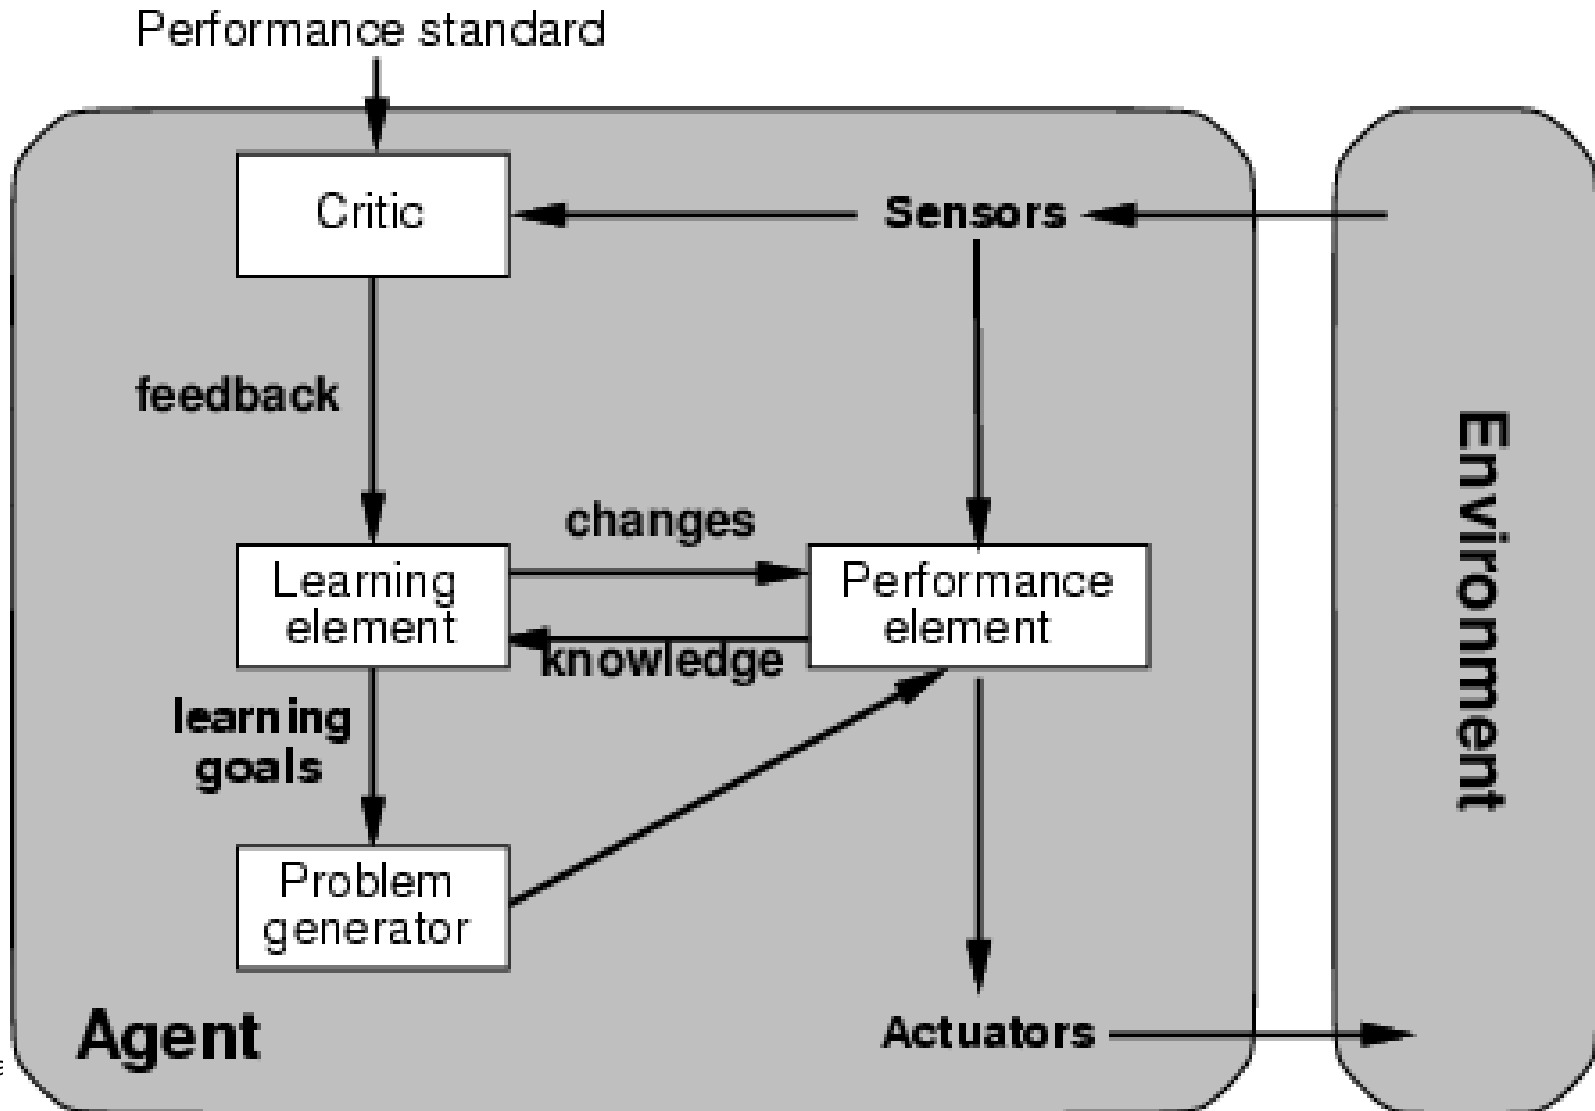 Performance standard
Critic
Sensors
feedback
changes
Learning
element
Performance
element
knowledge
learning
goals
Problem
generator
Agent
Actuators
Environment